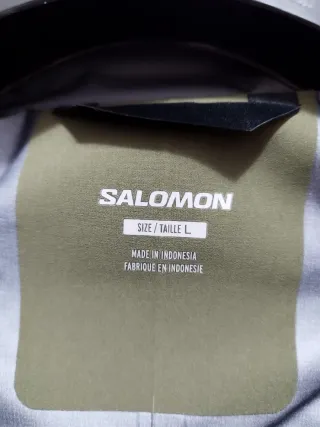 SALOMON
SIZE / TAILLE L
MADE IN INDONESIA
FABRIQUE EN INDONESIE